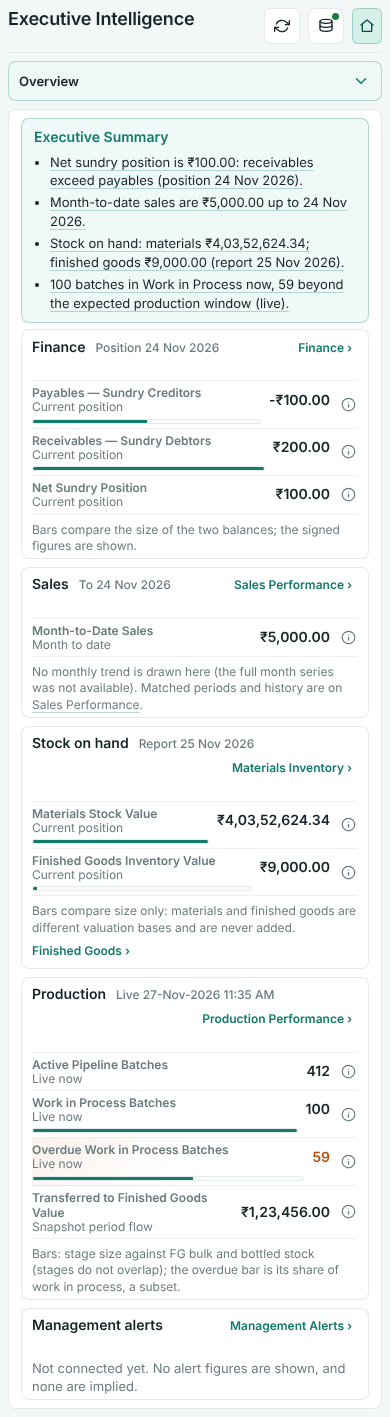 Executive Intelligence
Overview
Executive Summary
• Net sundry position is ₹100.00: receivables
exceed payables (position 24 Nov 2026).
• Month-to-date sales are ₹5,000.00 up to 24 Nov
2026.
• Stock on hand: materials ₹4,03,52,624.34;
finished goods ₹9,000.00 (report 25 Nov 2026).
• 100 batches in Work in Process now, 59 beyond
the expected production window (live).
Finance Position 24 Nov 2026 Finance ›
Payables — Sundry Creditors
Current position
-₹100.00
Receivables — Sundry Debtors
Current position
₹200.00
Net Sundry Position
Current position
₹100.00
Bars compare the size of the two balances; the signed
figures are shown.
Sales To 24 Nov 2026 Sales Performance ›
Month-to-Date Sales
Month to date
₹5,000.00
No monthly trend is drawn here (the full month series
was not available). Matched periods and history are on
Sales Performance.
Stock on hand Report 25 Nov 2026
Materials Inventory ›
Materials Stock Value
Current position
₹4,03,52,624.34
Finished Goods Inventory Value
Current position
₹9,000.00
Bars compare size only: materials and finished goods are
different valuation bases and are never added.
Finished Goods ›
Production Live 27-Nov-2026 11:35 AM
Production Performance ›
Active Pipeline Batches
Live now
412
Work in Process Batches
Live now
100
Overdue Work in Process Batches
Live now
59
Transferred to Finished Goods
Value
Snapshot period flow
₹1,23,456.00
Bars: stage size against FG bulk and bottled stock
(stages do not overlap); the overdue bar is its share of
work in process, a subset.
Management alerts Management Alerts ›
Not connected yet. No alert figures are shown, and
none are implied.